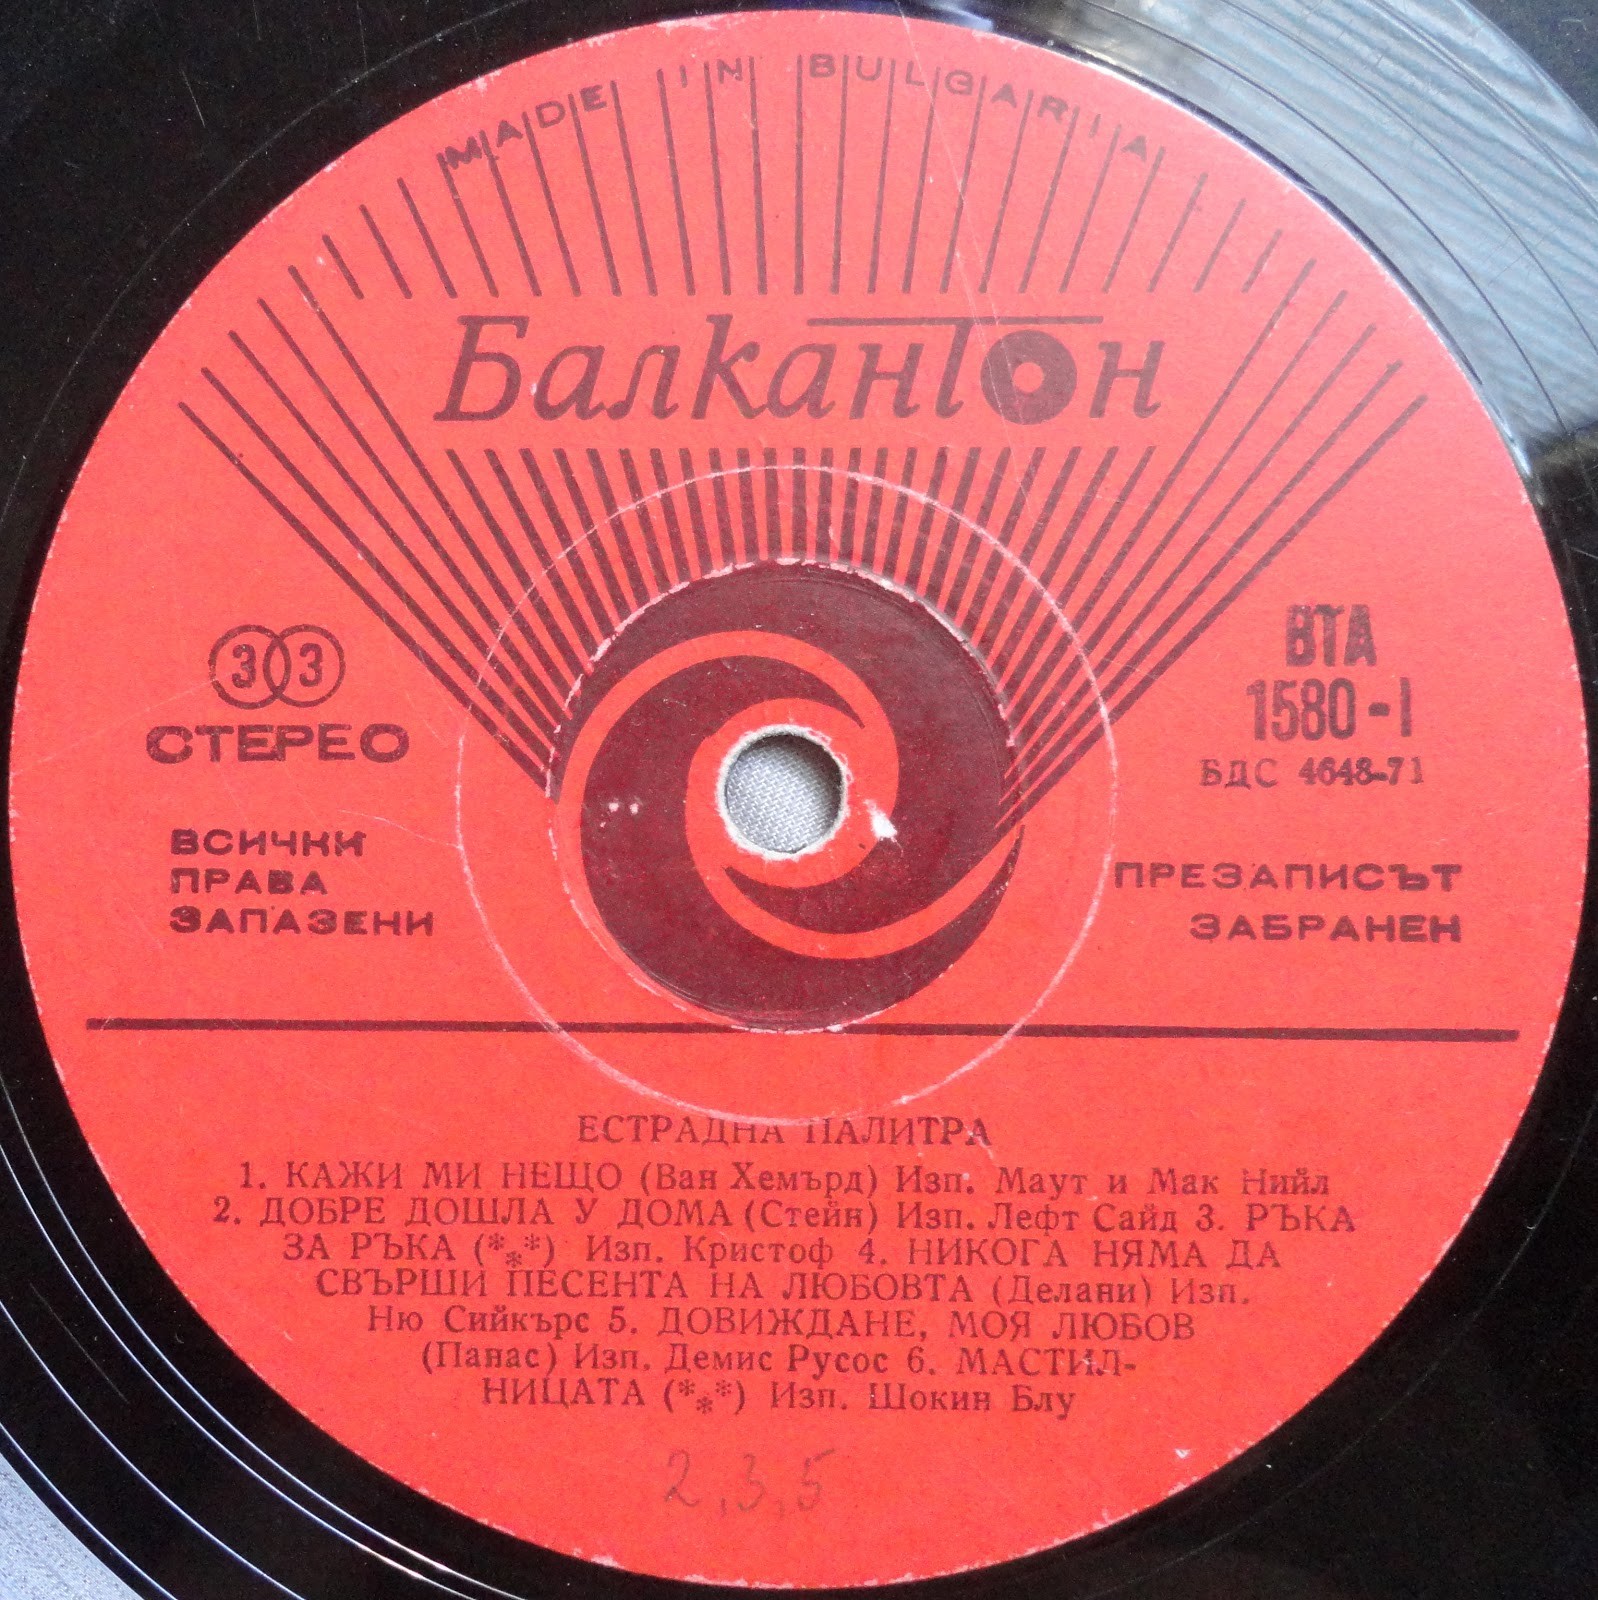 MADE IN BULGARIA
Балкантон
33
СТЕРЕО
ВТА
1580-I
БДС 4648-71
ВСИЧКИ
ПРАВА
ЗАПАЗЕНИ
ПРЕЗАПИСЪТ
ЗАБРАНЕН
ЕСТРАДНА ПАЛИТРА
1. КАЖИ МИ НЕЩО (Ван Хемърд) Изп. Маут и Мак Нийл
2. ДОБРЕ ДОШЛА У ДОМА (Стейн) Изп. Лефт Сайд 3. РЪКА
ЗА РЪКА (***) Изп. Кристоф 4. НИКОГА НЯМА ДА
СВЪРШИ ПЕСЕНТА НА ЛЮБОВТА (Делани) Изп.
Ню Сийкърс 5. ДОВИЖДАНЕ, МОЯ ЛЮБОВ
(Панас) Изп. Демис Русос 6. МАСТИЛ-
НИЦАТА (***) Изп. Шокин Блу
2,3,5